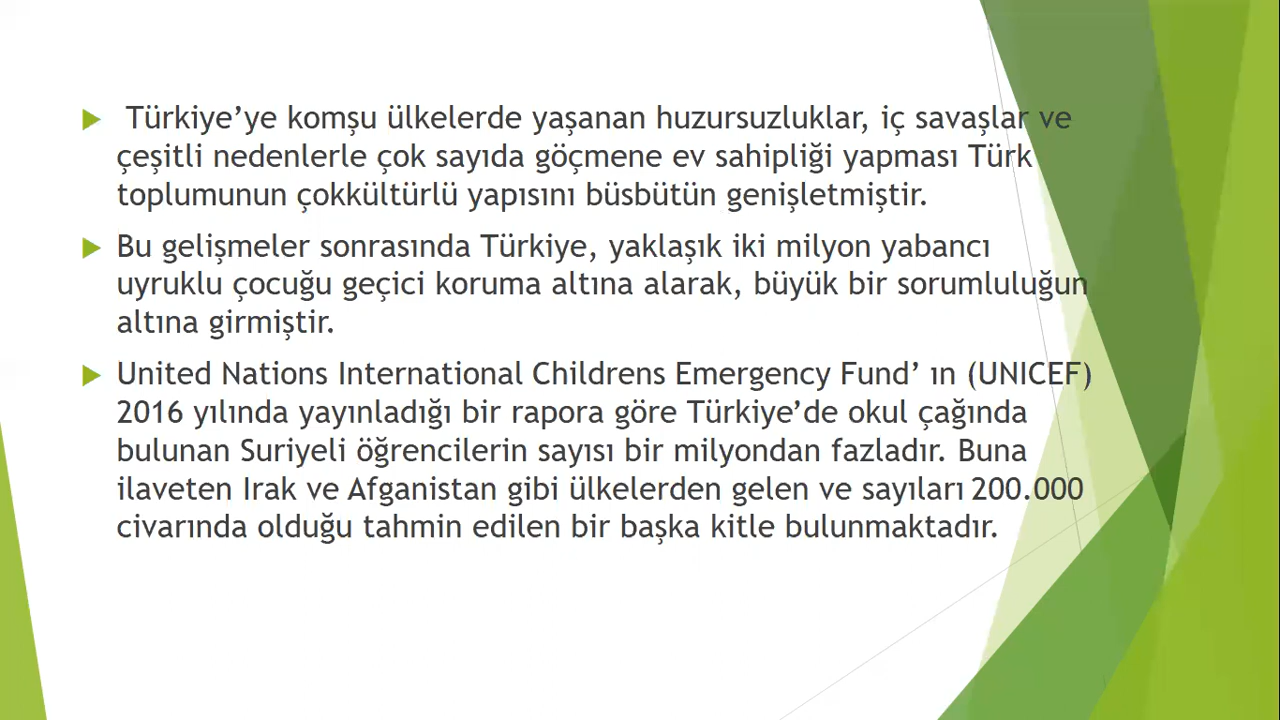 Türkiye’ye komşu ülkelerde yaşanan huzursuzluklar, iç savaşlar ve
çeşitli nedenlerle çok sayıda göçmene ev sahipliği yapması Türk
toplumunun çokkültürlü yapısını büsbütün genişletmiştir.
Bu gelişmeler sonrasında Türkiye, yaklaşık iki milyon yabancı
uyruklu çocuğu geçici koruma altına alarak, büyük bir sorumluluğun
altına girmiştir.
United Nations International Childrens Emergency Fund’ ın (UNICEF)
2016 yılında yayınladığı bir rapora göre Türkiye’de okul çağında
bulunan Suriyeli öğrencilerin sayısı bir milyondan fazladır. Buna
ilaveten Irak ve Afganistan gibi ülkelerden gelen ve sayıları 200.000
civarında olduğu tahmin edilen bir başka kitle bulunmaktadır.